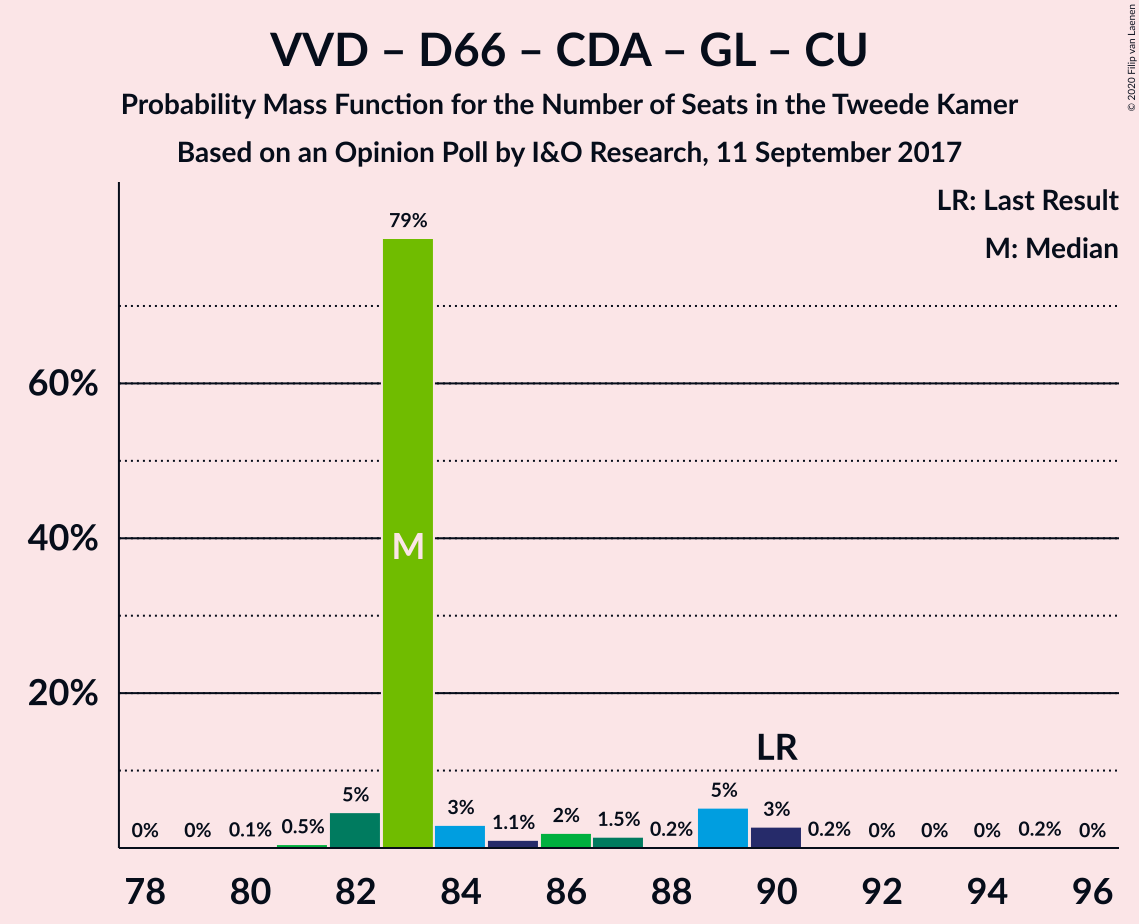 VVD – D66 – CDA – GL – CU
Probability Mass Function for the Number of Seats in the Tweede Kamer
Based on an Opinion Poll by I&O Research, 11 September 2017
© 2020 Filip van Laenen
LR: Last Result
M: Median
60%
40%
20%
0%
0%
0.1%
0.5%
5%
79%
3%
1.1%
2%
1.5%
0.2%
5%
3%
0.2%
0%
0%
0%
0.2%
0%
M
LR
78 80 82 84 86 88 90 92 94 96